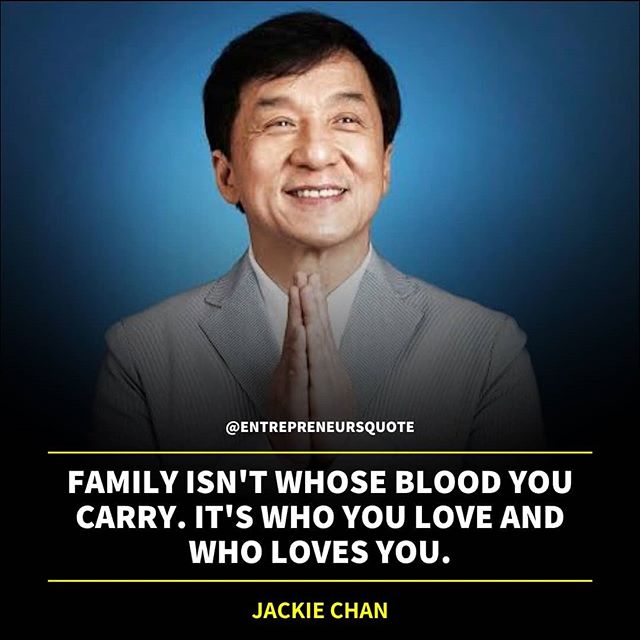 @ENTREPRENEURSQUOTE
FAMILY ISN'T WHOSE BLOOD YOU
CARRY. IT'S WHO YOU LOVE AND
WHO LOVES YOU.
JACKIE CHAN